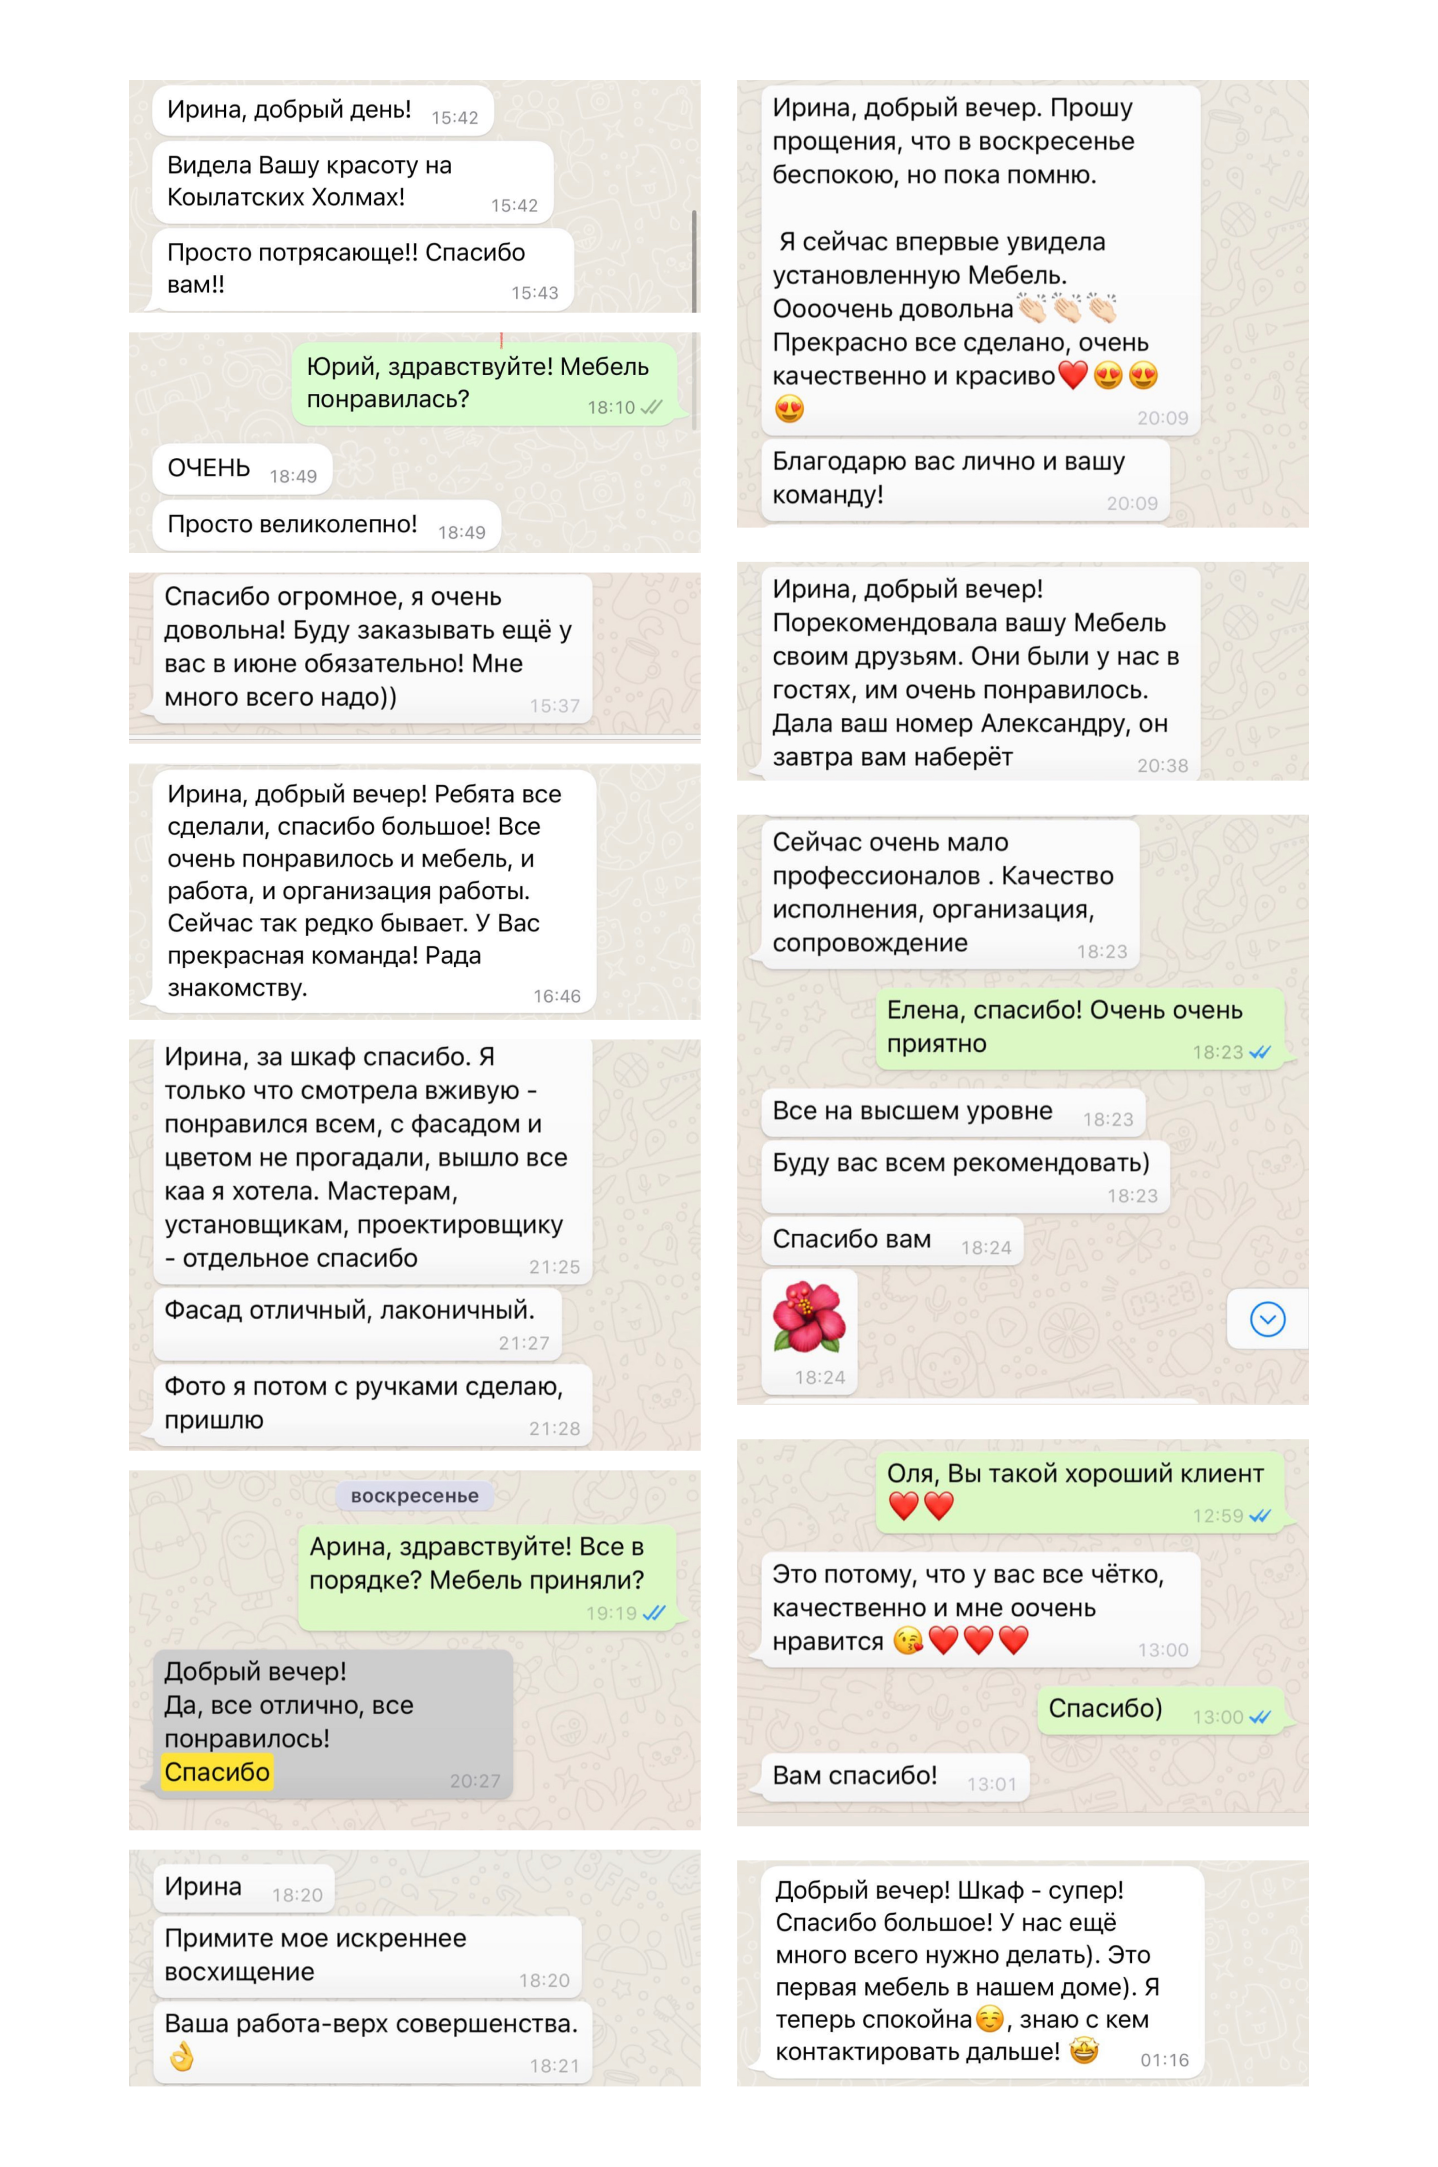 Ирина, добрый день! 15:42
Видела Вашу красоту на
Коылатских Холмах! 15:42
Просто потрясающе!! Спасибо
вам!! 15:43
Юрий, здравствуйте! Мебель
понравилась? 18:10
ОЧЕНЬ 18:49
Просто великолепно! 18:49
Спасибо огромное, я очень
довольна! Буду заказывать ещё у
вас в июне обязательно! Мне
много всего надо)) 15:37
Ирина, добрый вечер! Ребята все
сделали, спасибо большое! Все
очень понравилось и мебель, и
работа, и организация работы.
Сейчас так редко бывает. У Вас
прекрасная команда! Рада
знакомству. 16:46
Ирина, за шкаф спасибо. Я
только что смотрела вживую -
понравился всем, с фасадом и
цветом не прогадали, вышло все
каа я хотела. Мастерам,
установщикам, проектировщику
- отдельное спасибо 21:25
Фасад отличный, лаконичный.
21:27
Фото я потом с ручками сделаю,
пришлю 21:28
воскресенье
Арина, здравствуйте! Все в
порядке? Мебель приняли?
19:19
Добрый вечер!
Да, все отлично, все
понравилось!
Спасибо 20:27
Ирина 18:20
Примите мое искреннее
восхищение 18:20
Ваша работа-верх совершенства.
👌 18:21
Ирина, добрый вечер. Прошу
прощения, что в воскресенье
беспокою, но пока помню.
Я сейчас впервые увидела
установленную Мебель.
Оооочень довольна👏🏻👏🏻👏🏻
Прекрасно все сделано, очень
качественно и красиво❤️😍😍
😍 20:09
Благодарю вас лично и вашу
команду! 20:09
Ирина, добрый вечер!
Порекомендовала вашу Мебель
своим друзьям. Они были у нас в
гостях, им очень понравилось.
Дала ваш номер Александру, он
завтра вам наберёт 20:38
Сейчас очень мало
профессионалов . Качество
исполнения, организация,
сопровождение 18:23
Елена, спасибо! Очень очень
приятно 18:23
Все на высшем уровне 18:23
Буду вас всем рекомендовать)
18:23
Спасибо вам 18:24
🌺
18:24
Оля, Вы такой хороший клиент
❤️❤️ 12:59
Это потому, что у вас все чётко,
качественно и мне оочень
нравится 😘❤️❤️❤️ 13:00
Спасибо) 13:00
Вам спасибо! 13:01
Добрый вечер! Шкаф - супер!
Спасибо большое! У нас ещё
много всего нужно делать). Это
первая мебель в нашем доме). Я
теперь спокойна☺️, знаю с кем
контактировать дальше! 🤩 01:16